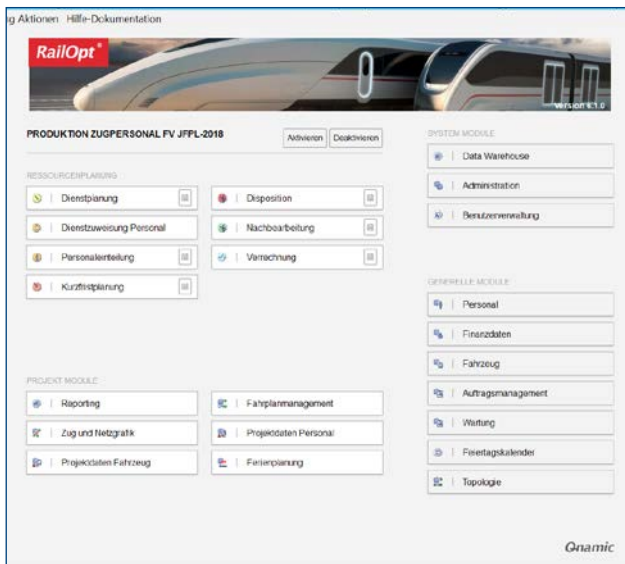 g Aktionen Hilfe-Dokumentation
RailOpt®
Version 6.1.0
PRODUKTION ZUGPERSONAL FV JFPL-2018
Aktivieren
Deaktivieren
RESSOURCENPLANUNG
Dienstplanung
Disposition
Dienstzuweisung Personal
Nachbearbeitung
Personaleinteilung
Verrechnung
Kurzfristplanung
PROJEKT MODULE
Reporting
Fahrplanmanagement
Zug und Netzgrafik
Projektdaten Personal
Projektdaten Fahrzeug
Ferienplanung
SYSTEM MODULE
Data Warehouse
Administration
Benutzerverwaltung
GENERELLE MODULE
Personal
Finanzdaten
Fahrzeug
Auftragsmanagement
Wartung
Feiertagskalender
Topologie
Qnamic